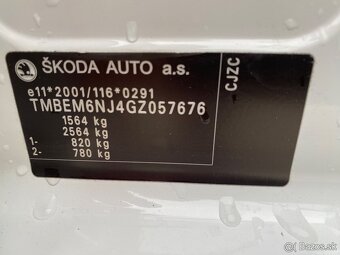 ŠKODA AUTO a.s.
e11*2001/116*0291
TMBEM6NJ4GZ057676
1564 kg
2564 kg
1- 820 kg
2- 780 kg
CJZC
bazos.sk